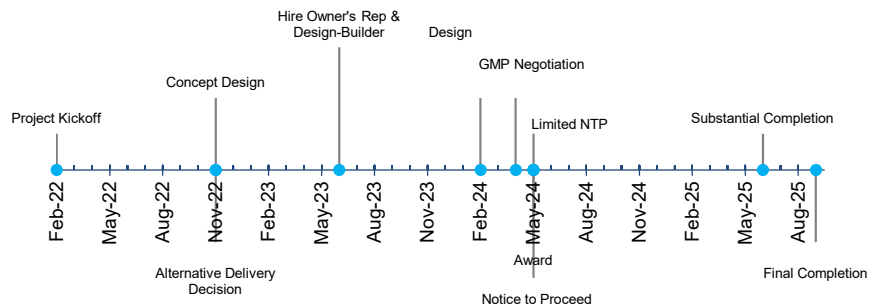 Hire Owner's Rep &
Design-Builder
Design
GMP Negotiation
Concept Design
Project Kickoff
Limited NTP
Substantial Completion
Feb-22
May-22
Aug-22
Nov-22
Feb-23
May-23
Aug-23
Nov-23
Feb-24
May-24
Aug-24
Nov-24
Feb-25
May-25
Aug-25
Award
Alternative Delivery
Decision
Final Completion
Notice to Proceed